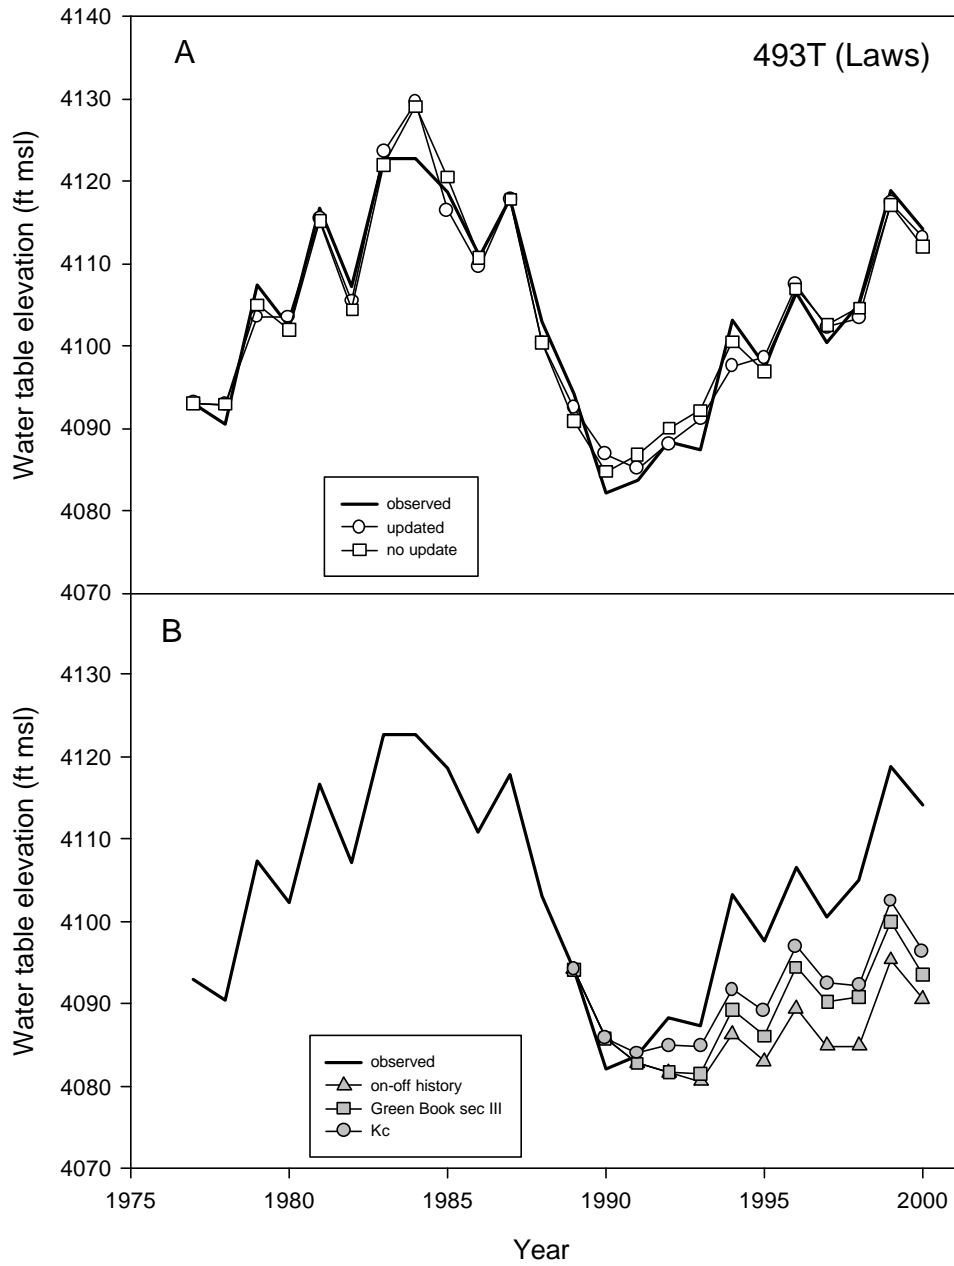 A
493T (Laws)
Water table elevation (ft msl)
4140
4130
4120
4110
4100
4090
4080
4070
observed
updated
no update
B
Water table elevation (ft msl)
4130
4120
4110
4100
4090
4080
4070
observed
on-off history
Green Book sec III
Kc
1975 1980 1985 1990 1995 2000
Year